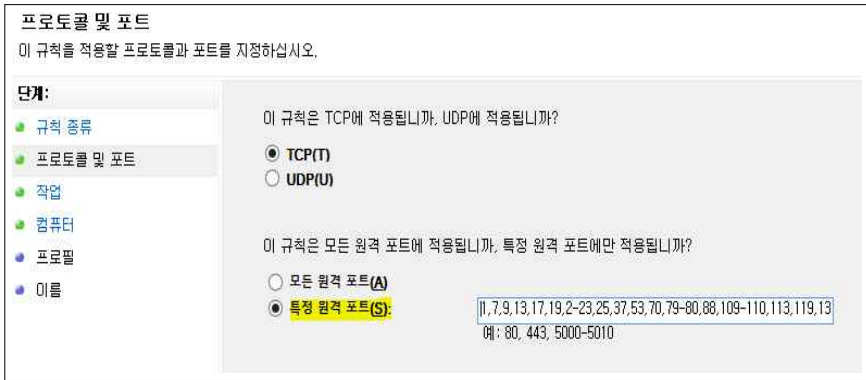 프로토콜 및 포트
이 규칙을 적용할 프로토콜과 포트를 지정하십시오.
단계:
규칙 종류
프로토콜 및 포트
작업
컴퓨터
프로필
이름
이 규칙은 TCP에 적용됩니까, UDP에 적용됩니까?
TCP(T)
UDP(U)
이 규칙은 모든 원격 포트에 적용됩니까, 특정 원격 포트에만 적용됩니까?
모든 원격 포트(A)
특정 원격 포트(S):
1,7,9,13,17,19,2-23,25,37,53,70,79-80,88,109-110,113,119,13
예: 80, 443, 5000-5010